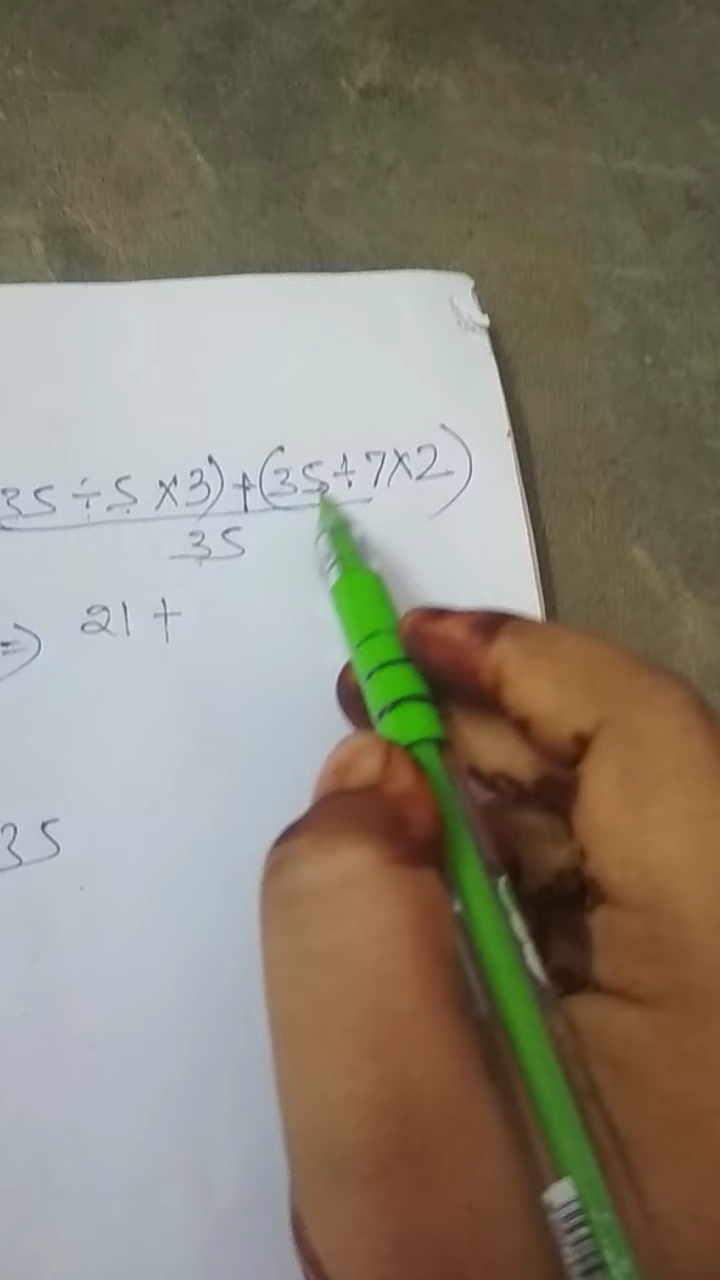 35 ÷ 5 × 3) + (35 ÷ 7 × 2)
35
=) 21 +
35